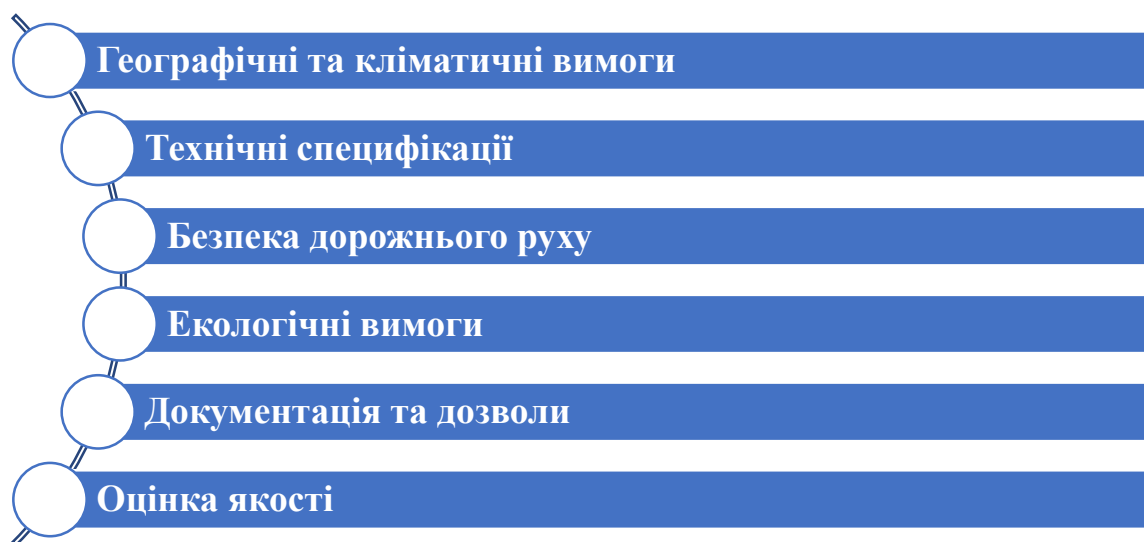 Географічні та кліматичні вимоги
Технічні специфікації
Безпека дорожнього руху
Екологічні вимоги
Документація та дозволи
Оцінка якості